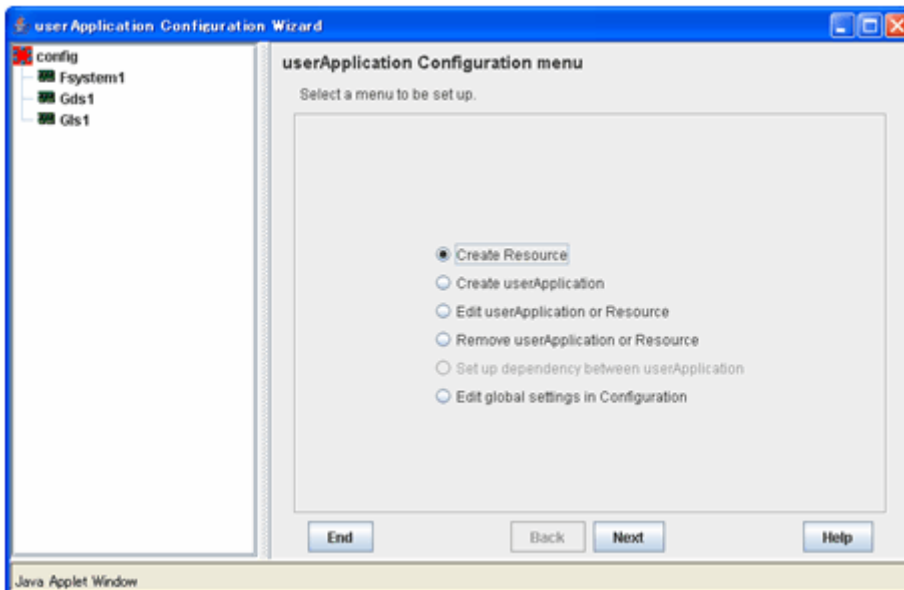 userApplication Configuration Wizard
config
Fsystem1
Gds1
Gls1
userApplication Configuration menu
Select a menu to be set up.
Create Resource
Create userApplication
Edit userApplication or Resource
Remove userApplication or Resource
Set up dependency between userApplication
Edit global settings in Configuration
End Back Next Help
Java Applet Window